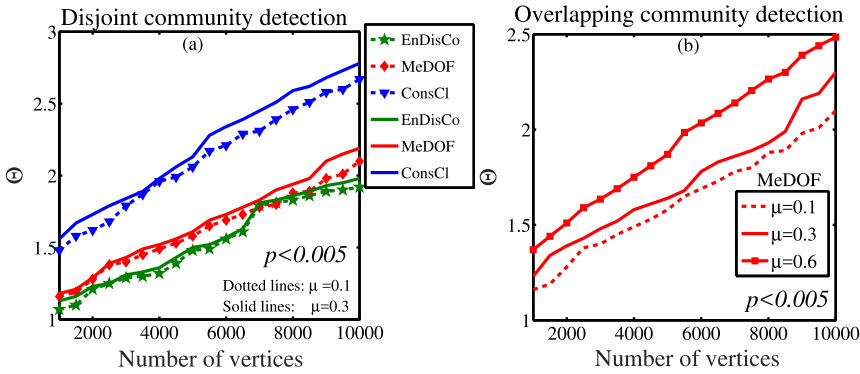 Disjoint community detection
(a)
3
2.5
2
1.5
1
Θ
2000 4000 6000 8000 10000
Number of vertices
p<0.005
Dotted lines: μ =0.1
Solid lines: μ=0.3
EnDisCo
MeDOF
ConsCl
EnDisCo
MeDOF
ConsCl
Overlapping community detection
(b)
2.5
2
1.5
1
Θ
2000 4000 6000 8000 10000
Number of vertices
MeDOF
μ=0.1
μ=0.3
μ=0.6
p<0.005